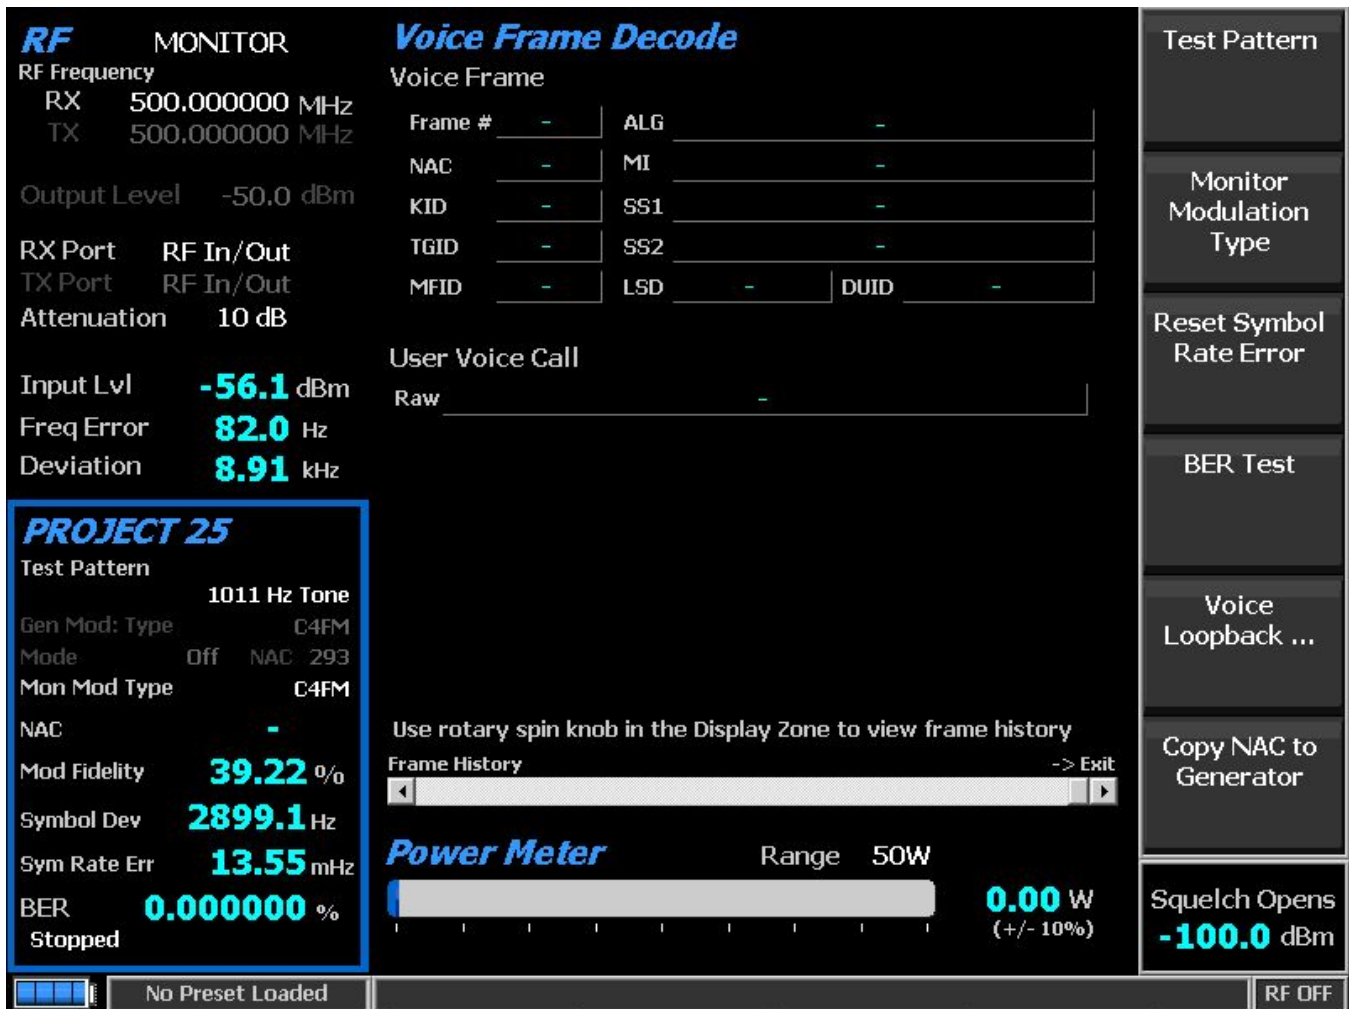 RF MONITOR
RF Frequency
RX 500.000000 MHz
TX 500.000000 MHz
Output Level -50.0 dBm
RX Port RF In/Out
TX Port RF In/Out
Attenuation 10 dB
Input Lvl -56.1 dBm
Freq Error 82.0 Hz
Deviation 8.91 kHz
PROJECT 25
Test Pattern
1011 Hz Tone
Gen Mod: Type C4FM
Mode Off NAC 293
Mon Mod Type C4FM
NAC -
Mod Fidelity 39.22 %
Symbol Dev 2899.1 Hz
Sym Rate Err 13.55 mHz
BER 0.000000 %
Stopped
Voice Frame Decode
Voice Frame
Frame # - ALG -
NAC - MI -
KID - SS1 -
TGID - SS2 -
MFID - LSD - DUID -
User Voice Call
Raw -
Use rotary spin knob in the Display Zone to view frame history
Frame History -> Exit
Power Meter Range 50W
0.00 W
(+/- 10%)
Test Pattern
Monitor
Modulation
Type
Reset Symbol
Rate Error
BER Test
Voice
Loopback ...
Copy NAC to
Generator
Squelch Opens
-100.0 dBm
No Preset Loaded
RF OFF